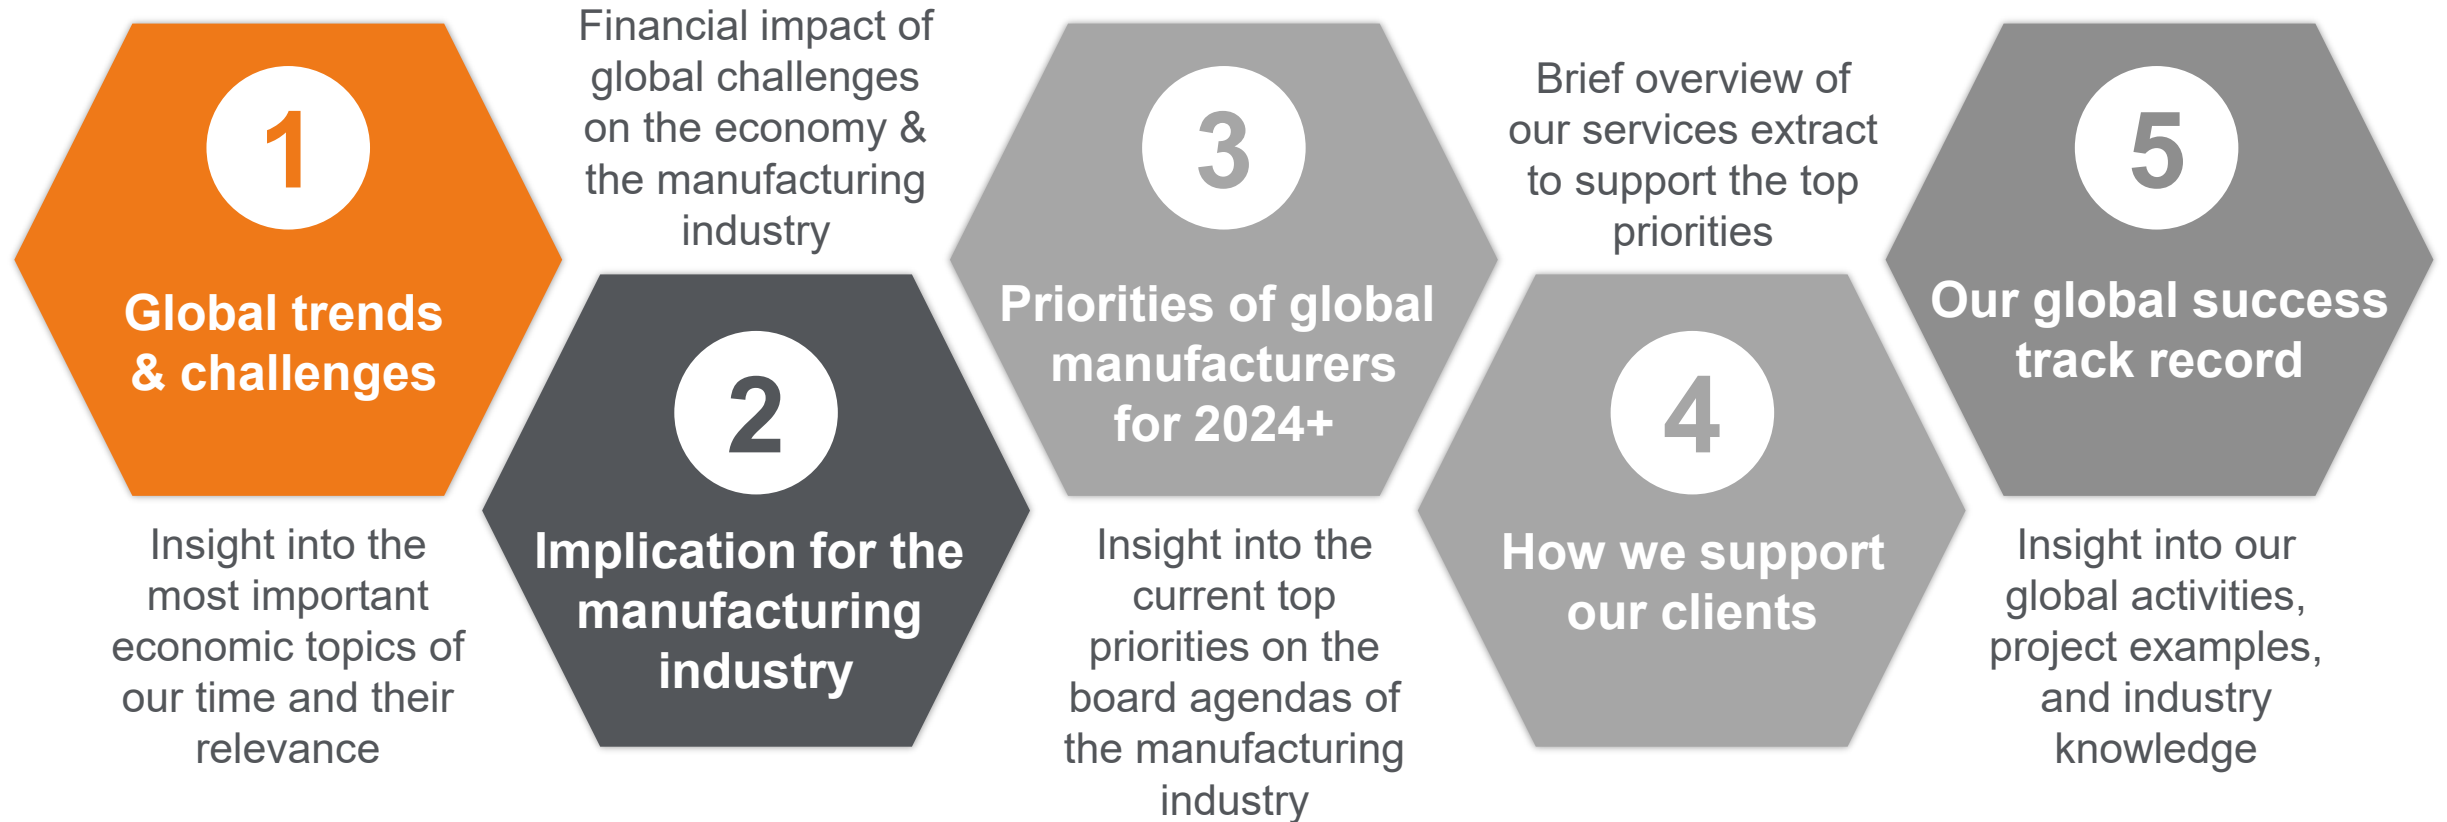 1
Global trends
& challenges
Insight into the
most important
economic topics of
our time and their
relevance
Financial impact of
global challenges
on the economy &
the manufacturing
industry
2
Implication for the
manufacturing
industry
3
Priorities of global
manufacturers
for 2024+
Insight into the
current top
priorities on the
board agendas of
the manufacturing
industry
Brief overview of
our services extract
to support the top
priorities
4
How we support
our clients
5
Our global success
track record
Insight into our
global activities,
project examples,
and industry
knowledge